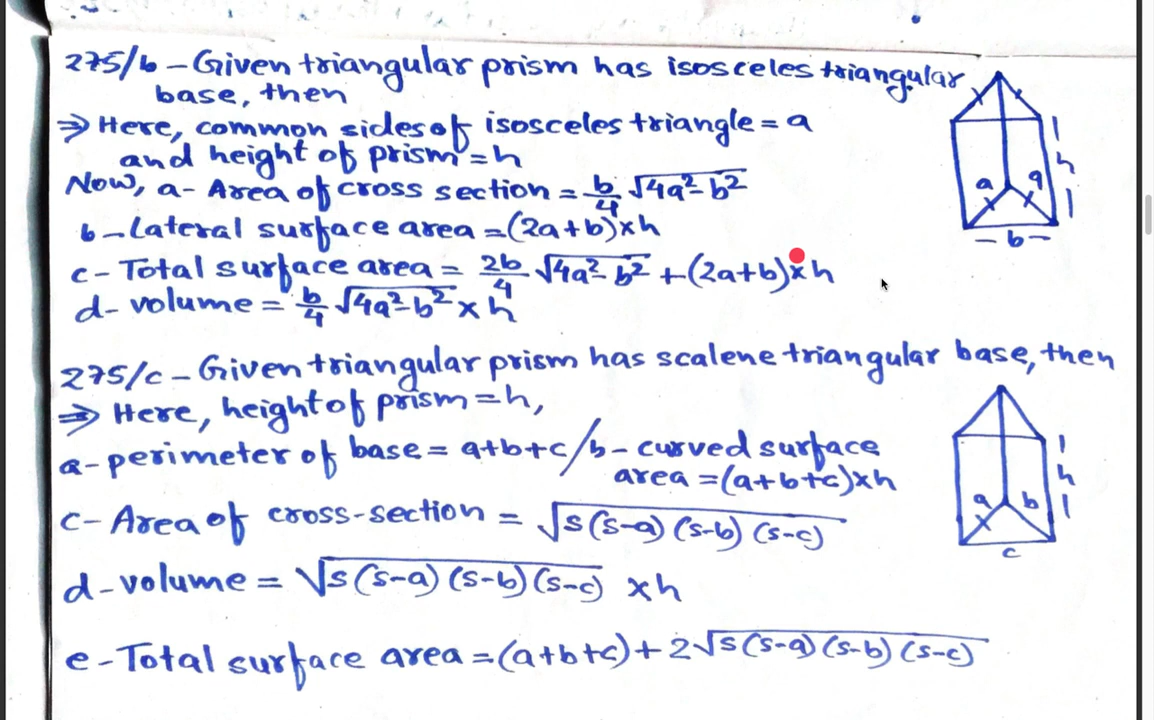 275/b - Given triangular prism has isosceles triangular
base, then
⇒ Here, common sides of isosceles triangle = a
and height of prism = h
Now, a- Area of cross section = b/4 √4a²-b²
b- Lateral surface area = (2a+b)×h
c- Total surface area = 2b/4 √4a²-b² + (2a+b)×h
d- volume = b/4 √4a²-b² × h
a a
h
-b-
275/c - Given triangular prism has scalene triangular base, then
⇒ Here, height of prism = h,
a- perimeter of base = a+b+c / b- curved surface
area = (a+b+c)×h
c- Area of cross-section = √s(s-a)(s-b)(s-c)
d- volume = √s(s-a)(s-b)(s-c) ×h
e- Total surface area = (a+b+c) + 2√s(s-a)(s-b)(s-c)
a b
h
c